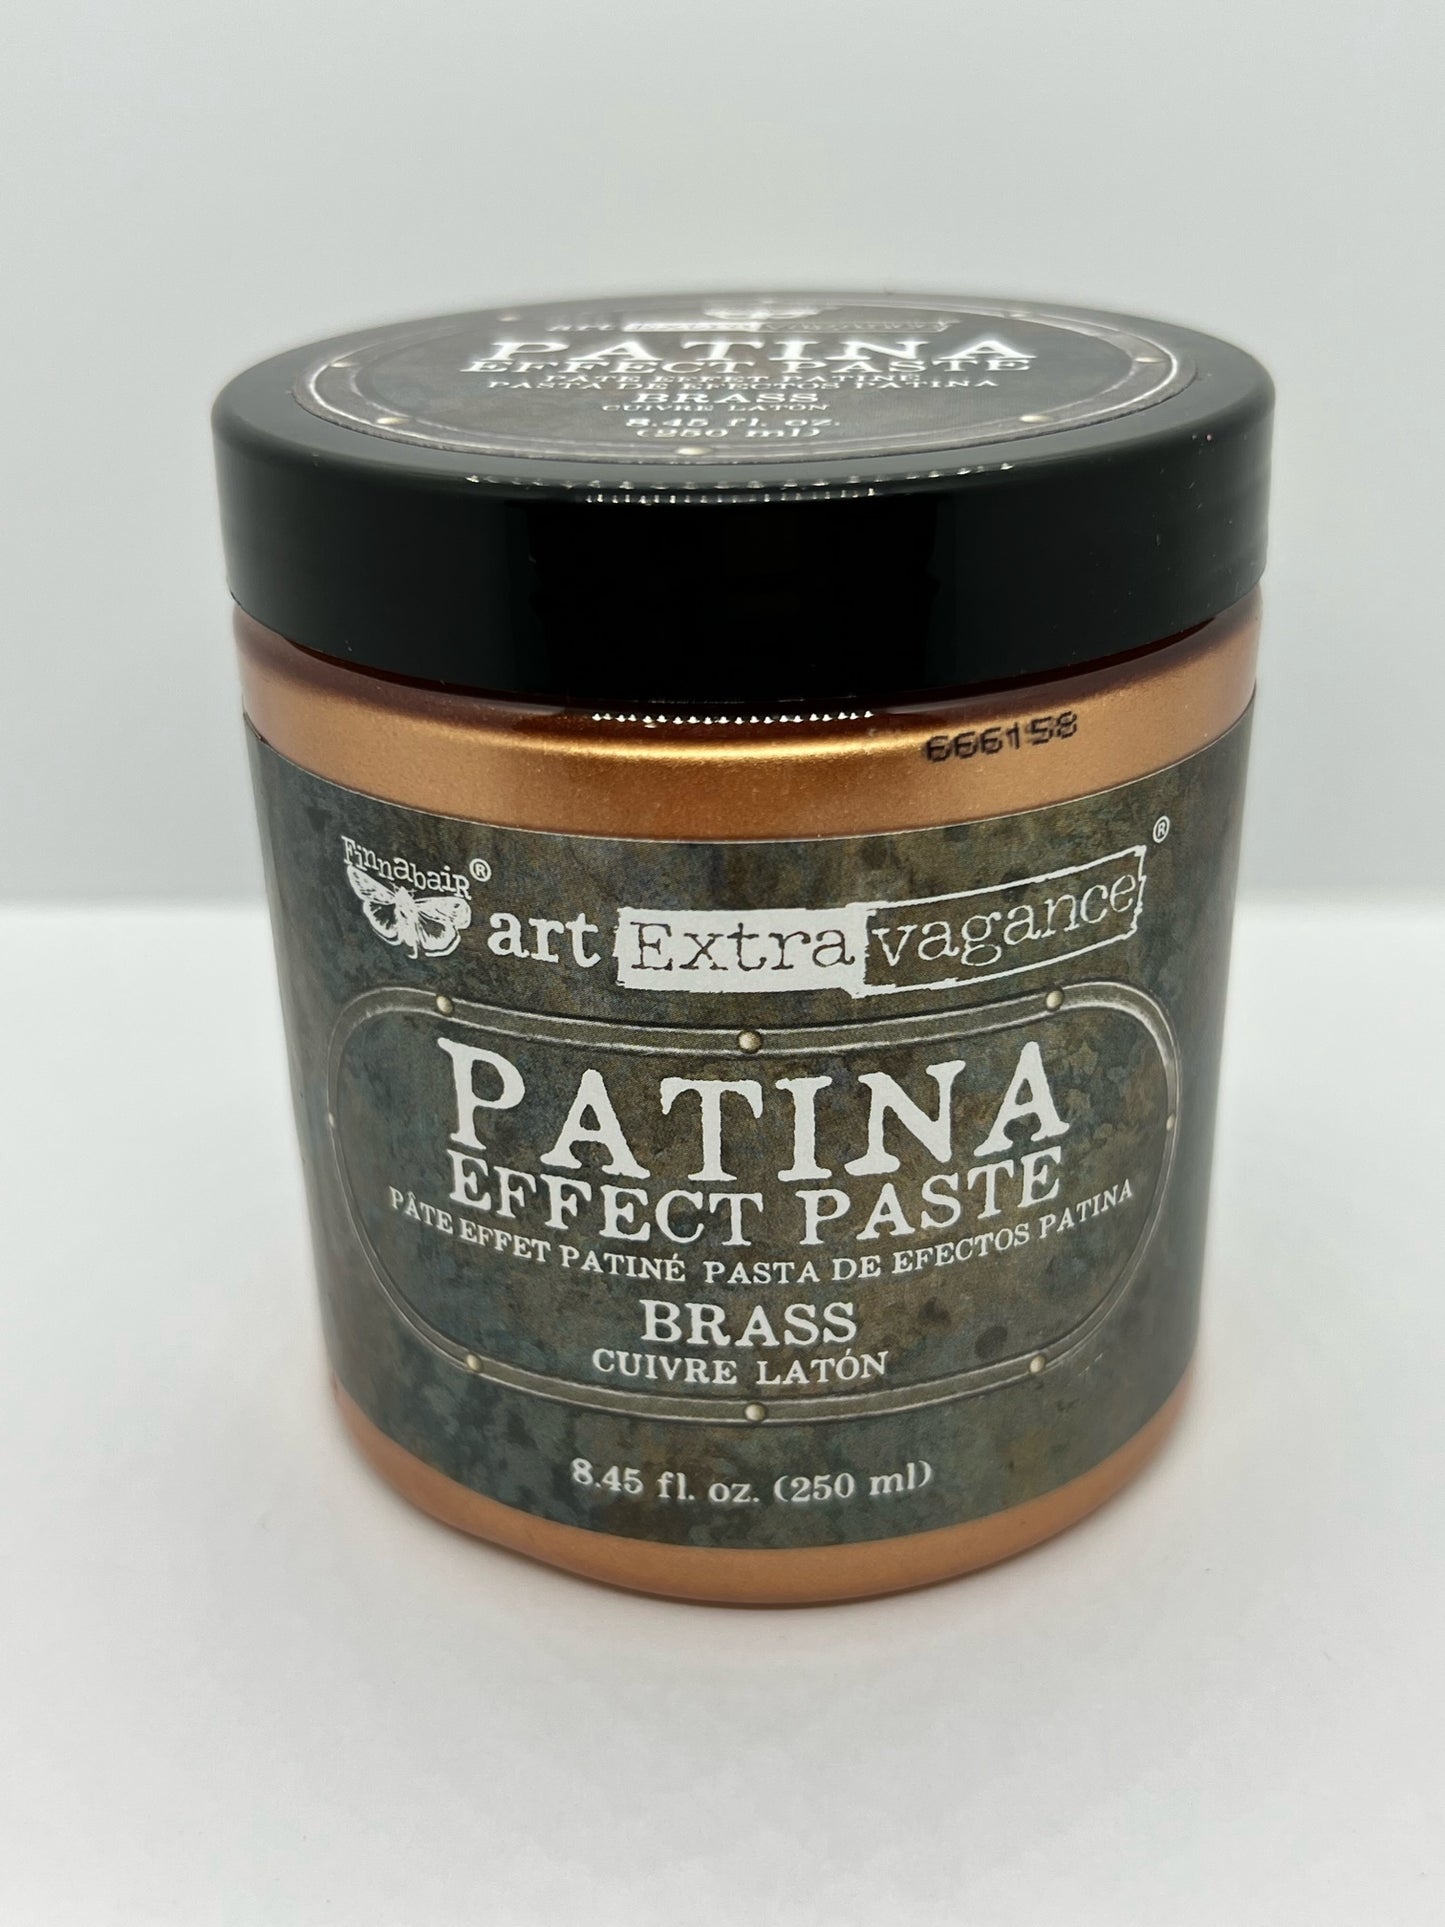 art Extravagance
PATINA
EFFECT PASTE
PÂTE EFFET PATINÉ
PASTA DE EFECTOS PATINA
BRASS
CUIVRE LATÓN
8.45 fl. oz.
(250 ml)
666158
Finnabair®
art Extravagance®
PATINA
EFFECT PASTE
PÂTE EFFET PATINÉ PASTA DE EFECTOS PATINA
BRASS
CUIVRE LATÓN
8.45 fl. oz. (250 ml)